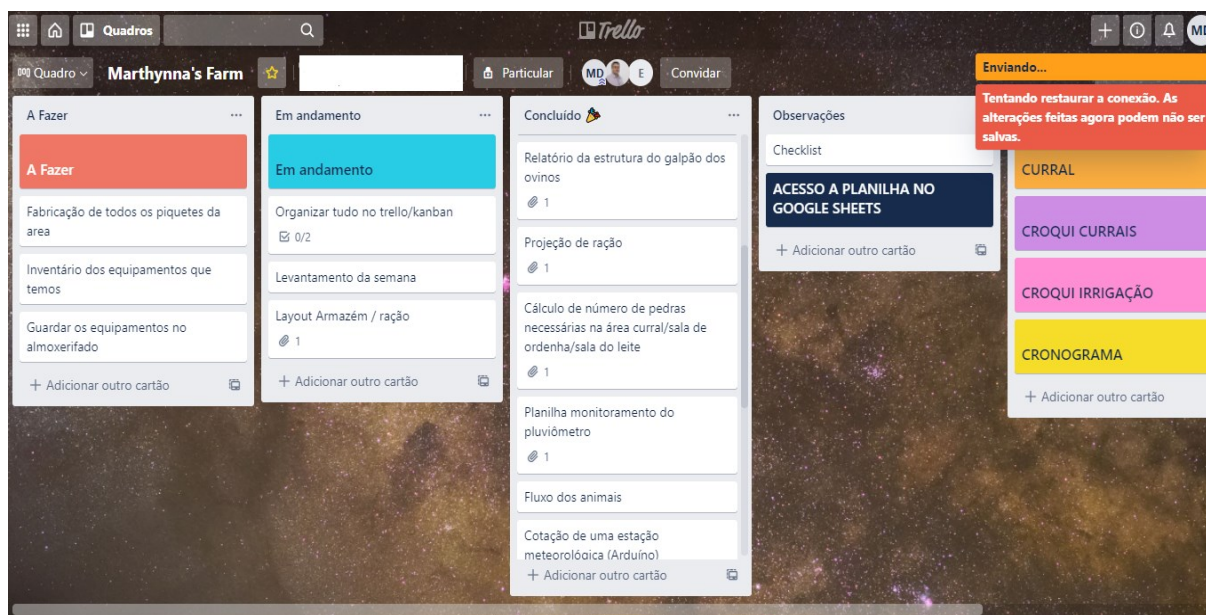 Quadros
Trello
MD
Quadro
Marthynna's Farm
Particular
MD
E
Convidar
Enviando...
Tentando restaurar a conexão. As
alterações feitas agora podem não ser
salvas.
A Fazer
A Fazer
Fabricação de todos os piquetes da
area
Inventário dos equipamentos que
temos
Guardar os equipamentos no
almoxerifado
+ Adicionar outro cartão
Em andamento
Em andamento
Organizar tudo no trello/kanban
0/2
Levantamento da semana
Layout Armazém / ração
1
+ Adicionar outro cartão
Concluído
Relatório da estrutura do galpão dos
ovinos
1
Projeção de ração
1
Cálculo de número de pedras
necessárias na área curral/sala de
ordenha/sala do leite
1
Planilha monitoramento do
pluviômetro
1
Fluxo dos animais
Cotação de uma estação
meteorológica (Arduíno)
+ Adicionar outro cartão
Observações
Checklist
ACESSO A PLANILHA NO
GOOGLE SHEETS
+ Adicionar outro cartão
CURRAL
CROQUI CURRAIS
CROQUI IRRIGAÇÃO
CRONOGRAMA
+ Adicionar outro cartão